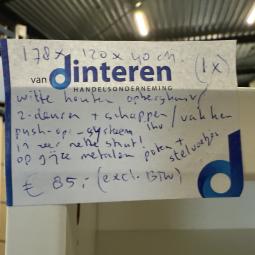 178 x 120 x 40 cm.
(1x)
van dinteren
HANDELSONDERNEMING
witte houten opbergkast/
2-deuren + schappen/vakken
push-op-systeem
in zeer nette staat!
op grijze metalen poten + stelvoetjes
€ 85,- (excl. BTW)
d